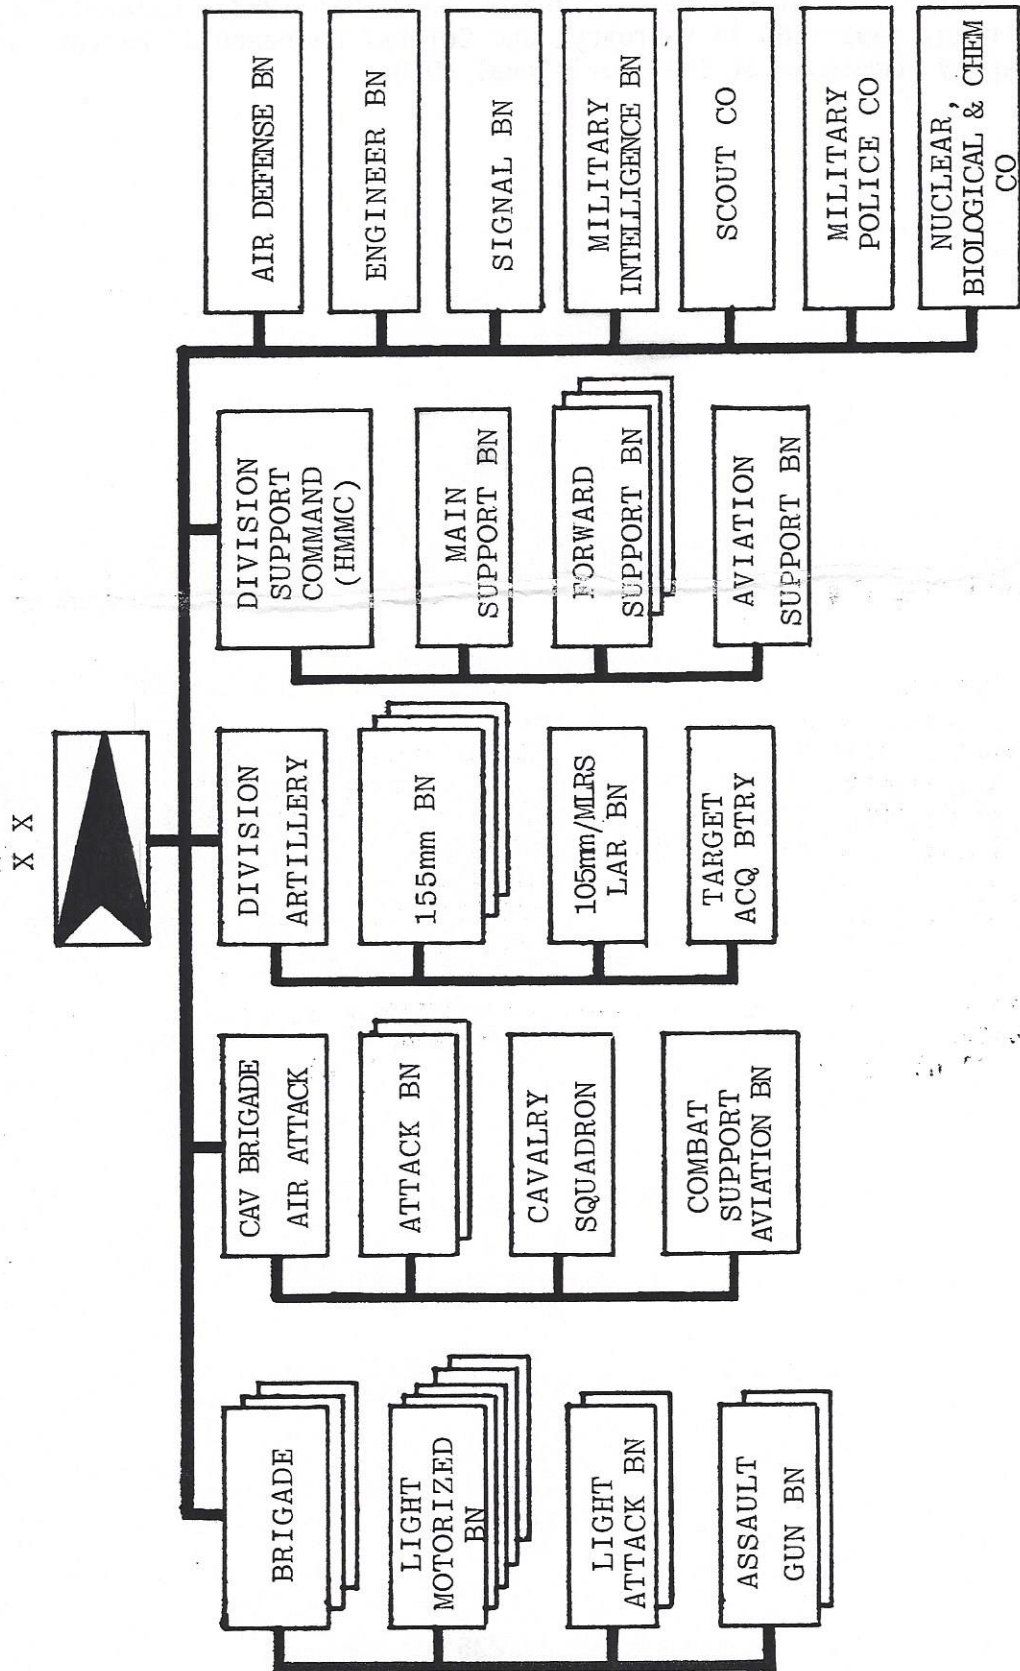 X X
BRIGADE
LIGHT
MOTORIZED
BN
LIGHT
ATTACK BN
ASSAULT
GUN BN
CAV BRIGADE
AIR ATTACK
ATTACK BN
CAVALRY
SQUADRON
COMBAT
SUPPORT
AVIATION BN
DIVISION
ARTILLERY
155mm BN
105mm/MLRS
LAR BN
TARGET
ACQ BTRY
DIVISION
SUPPORT
COMMAND
(HMMC)
MAIN
SUPPORT BN
FORWARD
SUPPORT BN
AVIATION
SUPPORT BN
AIR DEFENSE BN
ENGINEER BN
SIGNAL BN
MILITARY
INTELLIGENCE BN
SCOUT CO
MILITARY
POLICE CO
NUCLEAR,
BIOLOGICAL & CHEM
CO